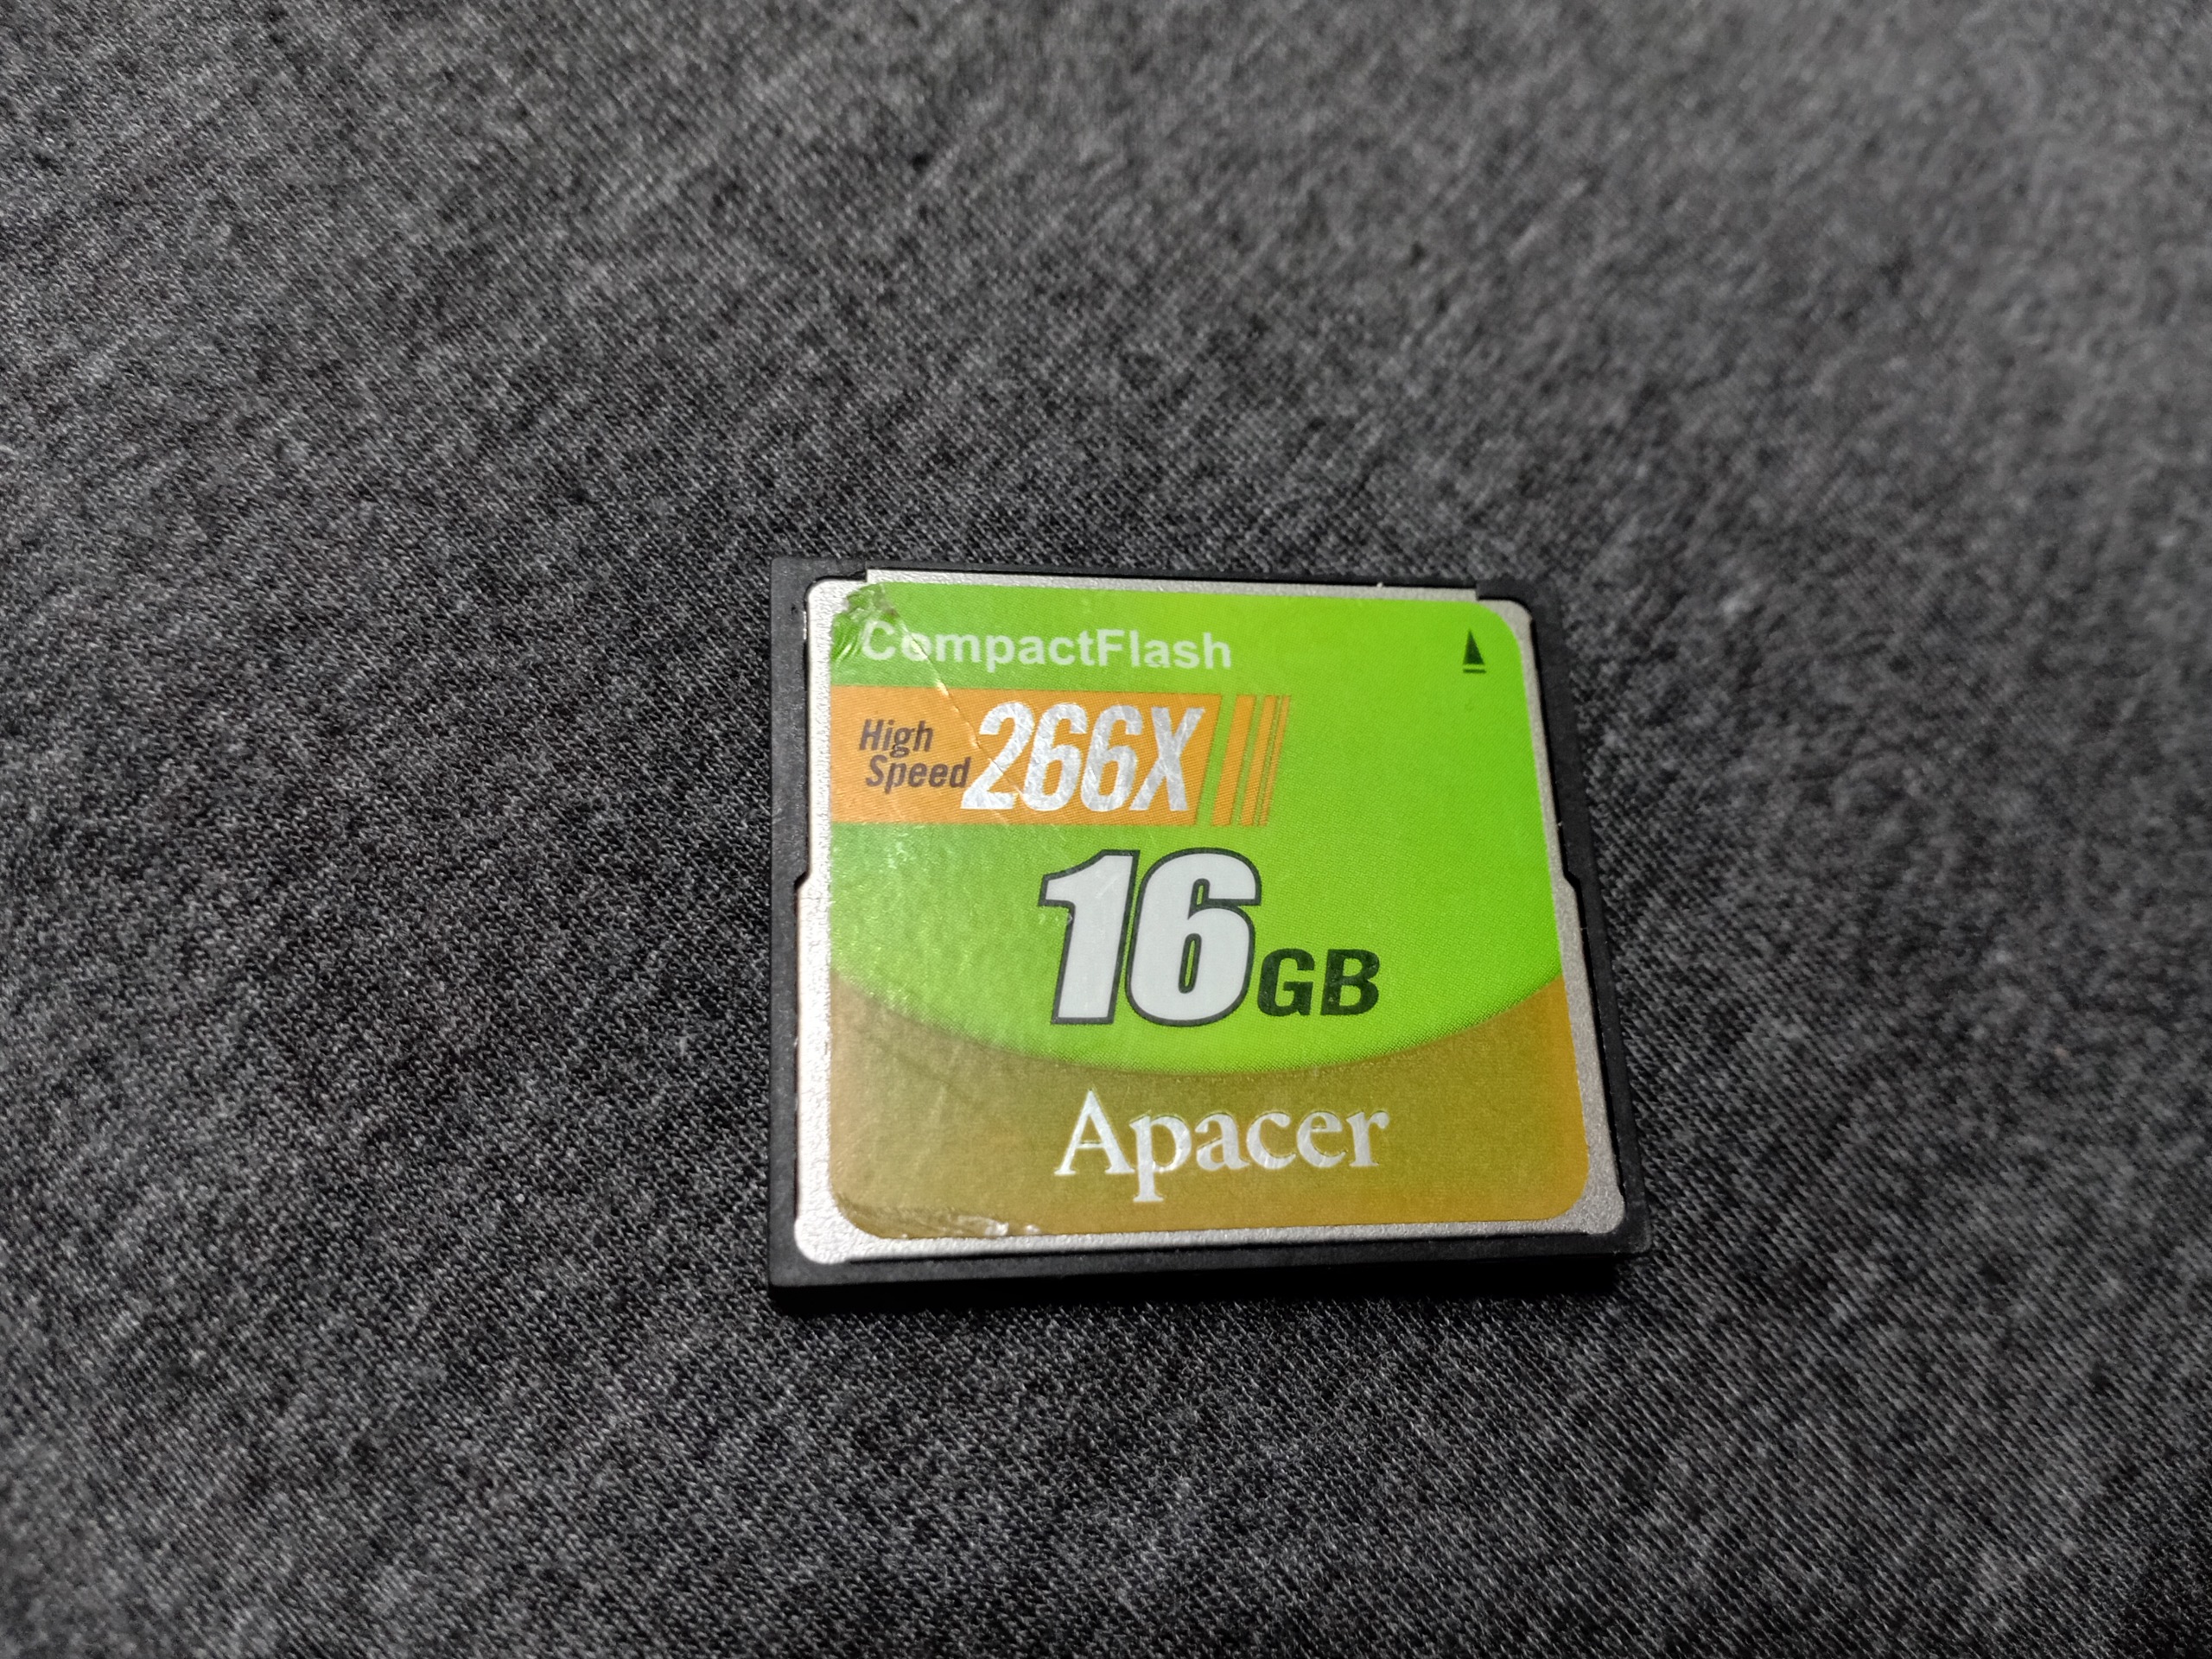 CompactFlash
High
Speed 266X
16GB
Apacer